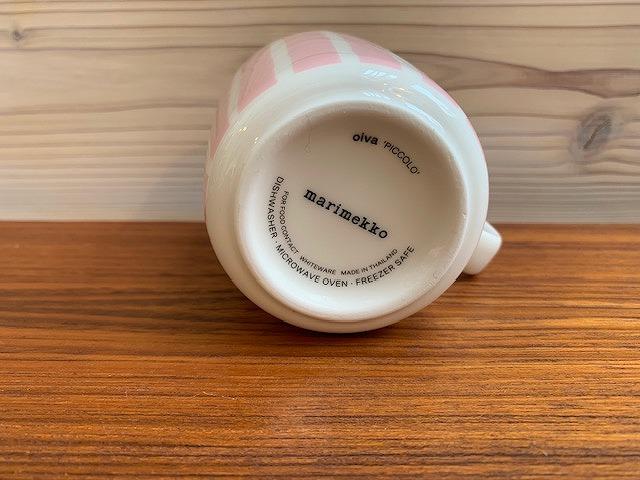 oiva 'PICCOLO'
marimekko
FOR FOOD CONTACT WHITEWARE MADE IN THAILAND
DISHWASHER · MICROWAVE OVEN · FREEZER SAFE